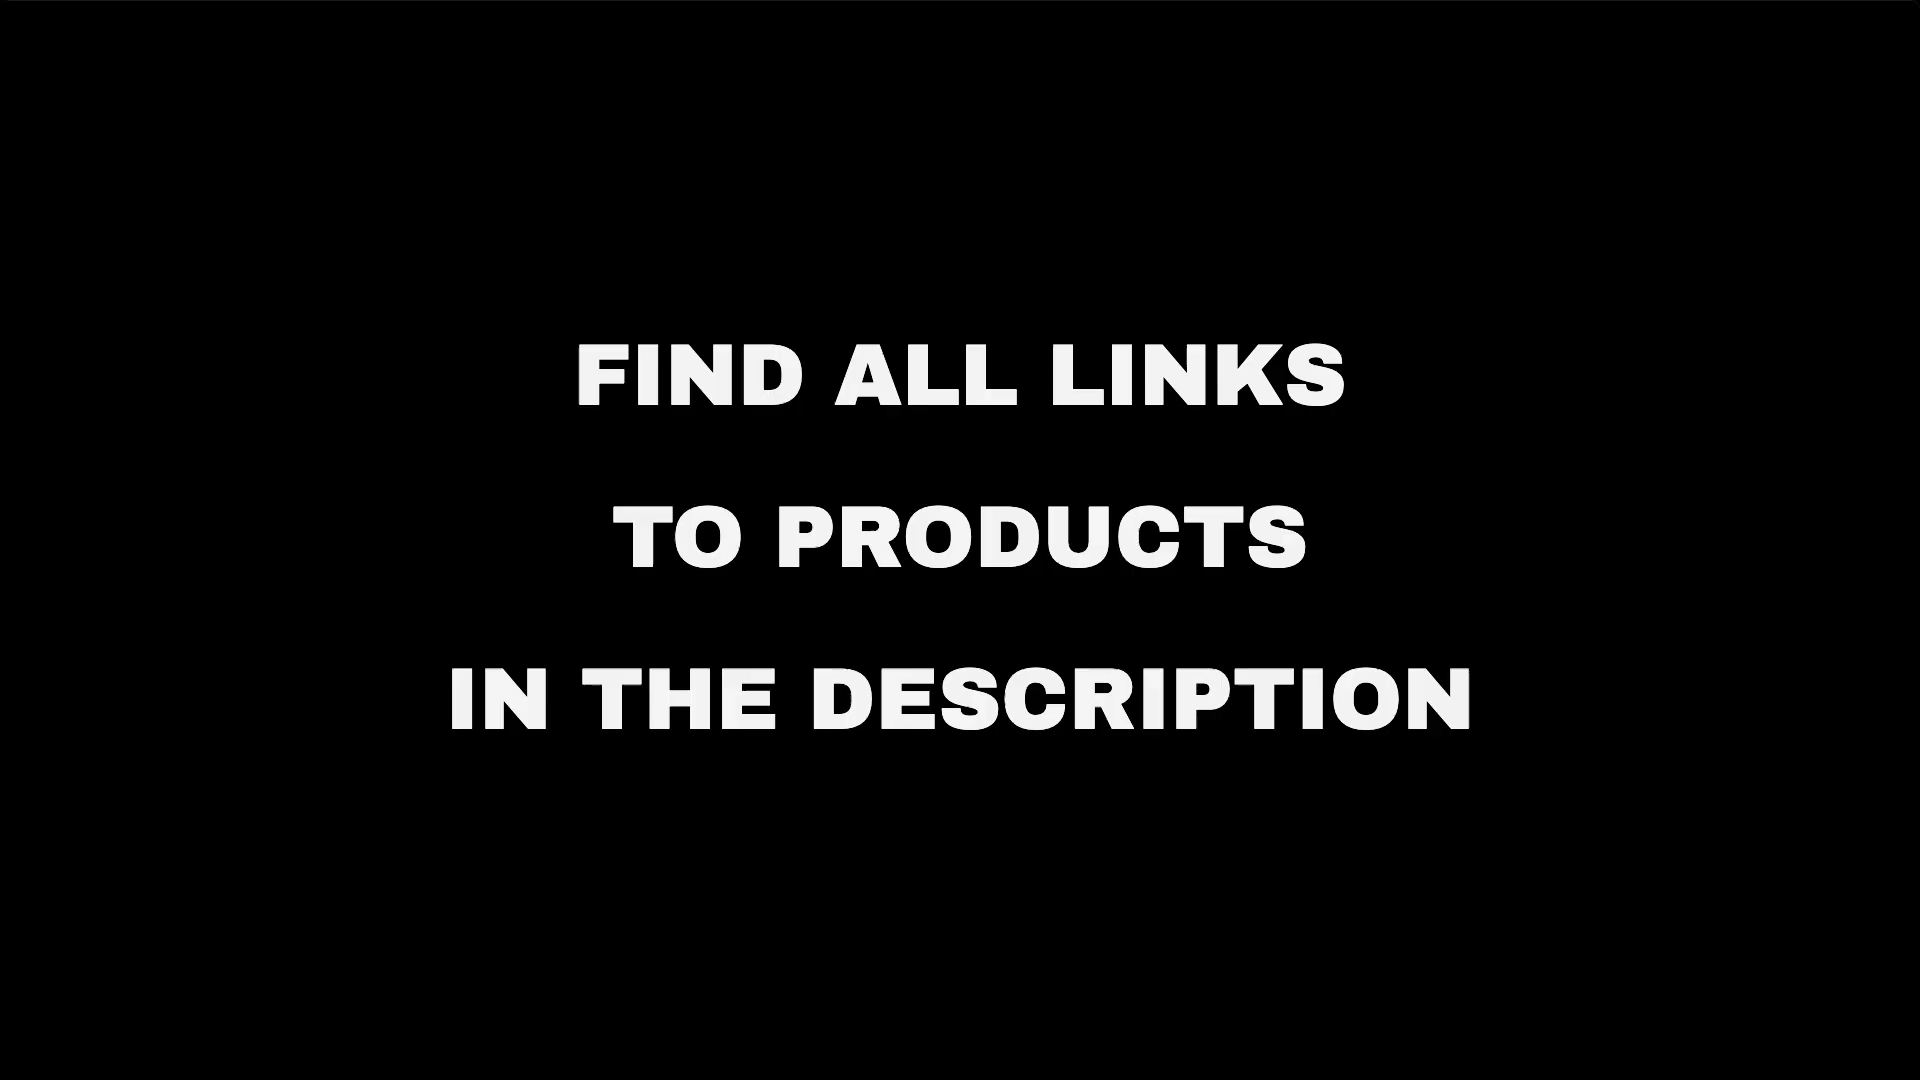 FIND ALL LINKS
TO PRODUCTS
IN THE DESCRIPTION